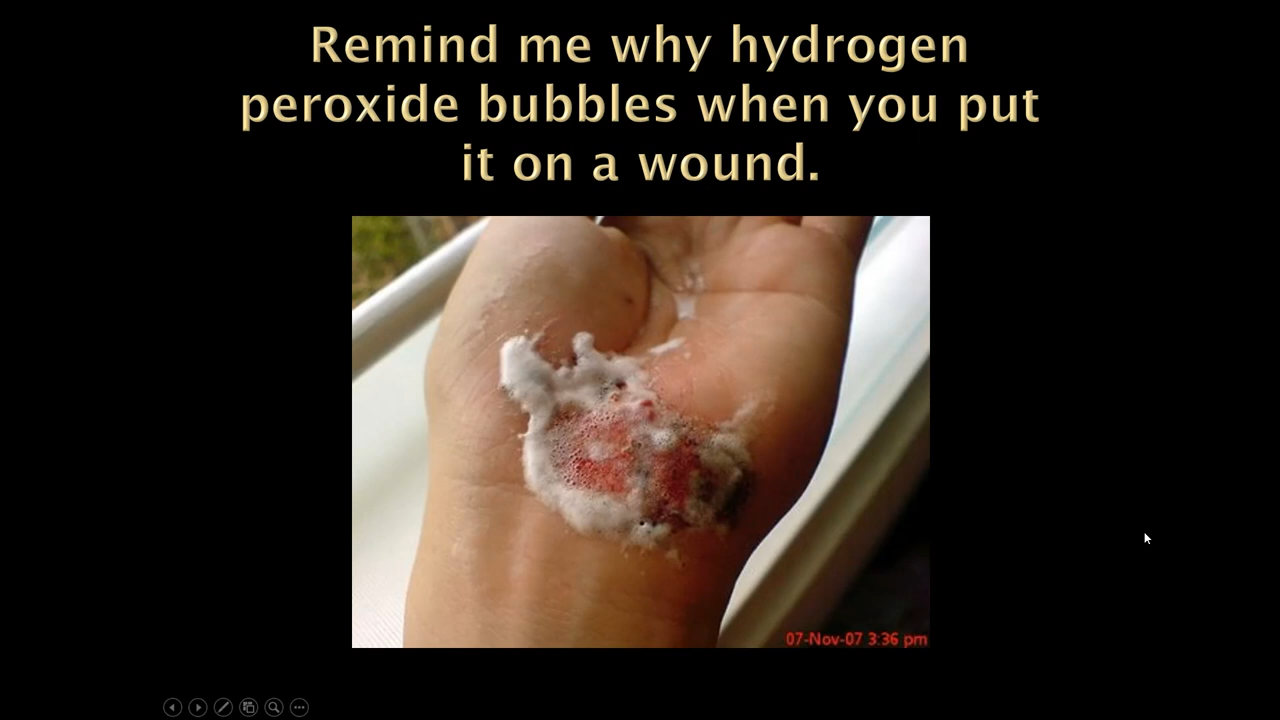 Remind me why hydrogen
peroxide bubbles when you put
it on a wound.
07-Nov-07 3:36 pm